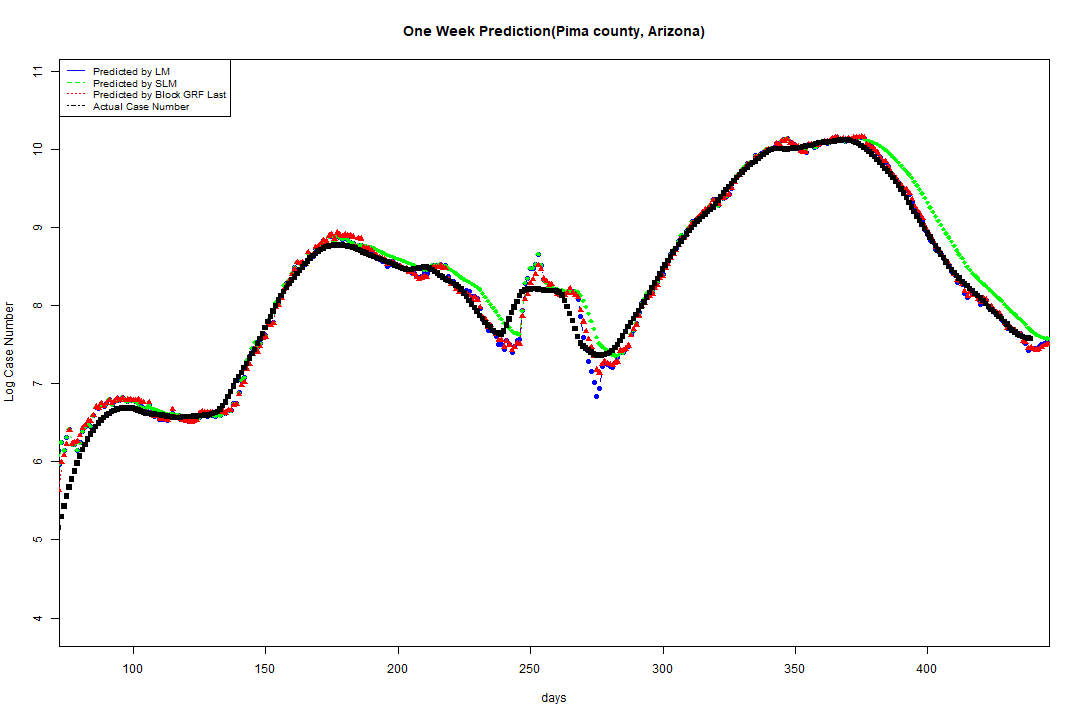 One Week Prediction(Pima county, Arizona)
Predicted by LM
Predicted by SLM
Predicted by Block GRF Last
Actual Case Number
11
10
9
8
7
6
5
4
Log Case Number
100 150 200 250 300 350 400
days